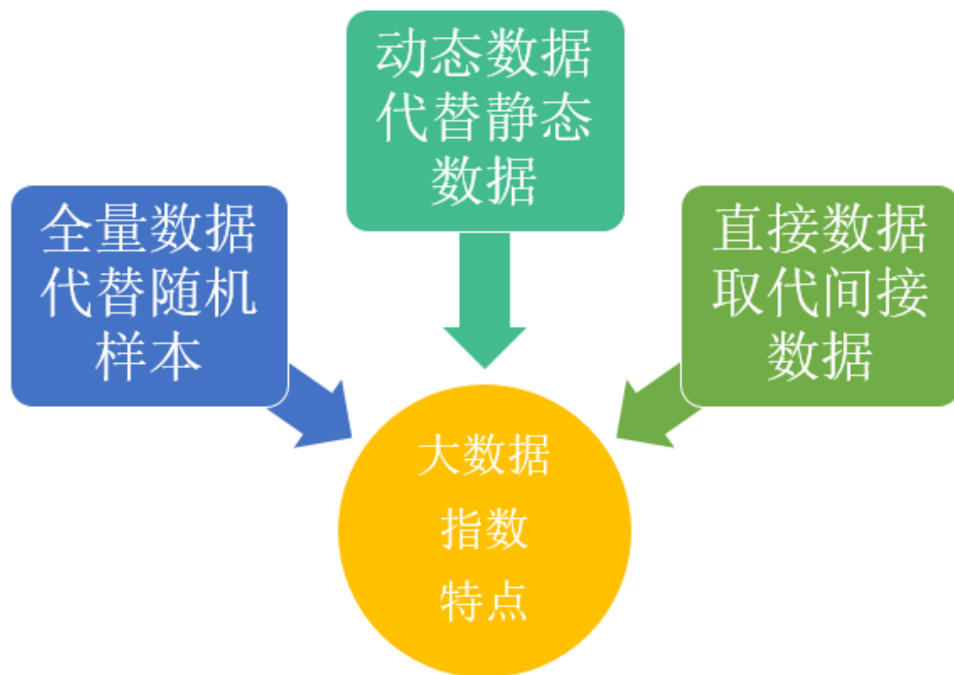 动态数据
代替静态
数据
全量数据
代替随机
样本
直接数据
取代间接
数据
大数据
指数
特点